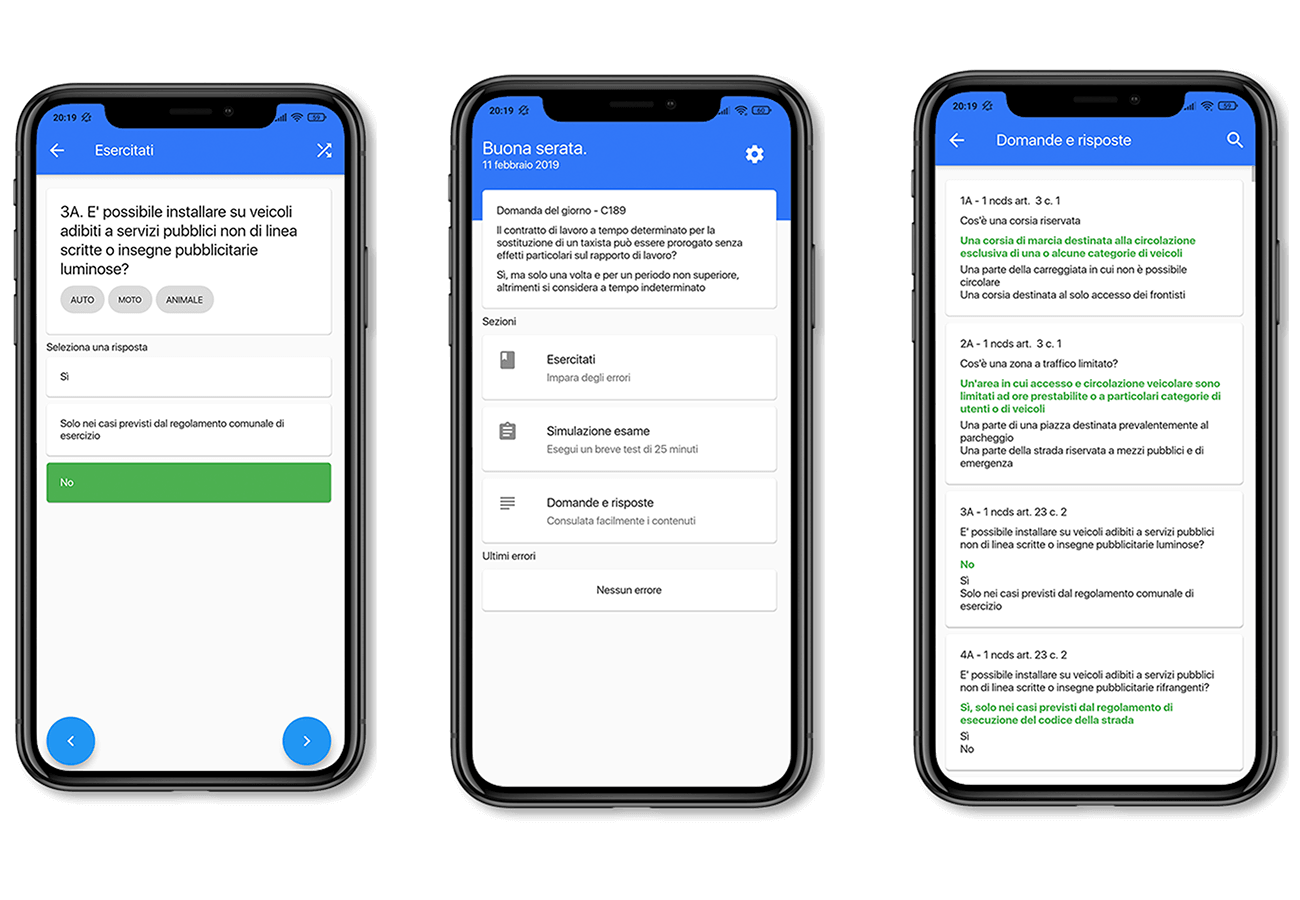 20:19
59
Esercitati
3A. E' possibile installare su veicoli
adibiti a servizi pubblici non di linea
scritte o insegne pubblicitarie
luminose?
AUTO
MOTO
ANIMALE
Seleziona una risposta
Sì
Solo nei casi previsti dal regolamento comunale di
esercizio
No
20:19
60
Buona serata.
11 febbraio 2019
Domanda del giorno - C189
Il contratto di lavoro a tempo determinato per la
sostituzione di un taxista può essere prorogato senza
effetti particolari sul rapporto di lavoro?
Sì, ma solo una volta e per un periodo non superiore,
altrimenti si considera a tempo indeterminato
Sezioni
Esercitati
Impara degli errori
Simulazione esame
Esegui un breve test di 25 minuti
Domande e risposte
Consulata facilmente i contenuti
Ultimi errori
Nessun errore
20:19
59
Domande e risposte
1A - 1 ncds art. 3 c. 1
Cos'è una corsia riservata
Una corsia di marcia destinata alla circolazione
esclusiva di una o alcune categorie di veicoli
Una parte della carreggiata in cui non è possibile
circolare
Una corsia destinata al solo accesso dei frontisti
2A - 1 ncds art. 3 c. 1
Cos'è una zona a traffico limitato?
Un'area in cui accesso e circolazione veicolare sono
limitati ad ore prestabilite o a particolari categorie di
utenti o di veicoli
Una parte di una piazza destinata prevalentemente al
parcheggio
Una parte della strada riservata a mezzi pubblici e di
emergenza
3A - 1 ncds art. 23 c. 2
E' possibile installare su veicoli adibiti a servizi pubblici
non di linea scritte o insegne pubblicitarie luminose?
No
Sì
Solo nei casi previsti dal regolamento comunale di
esercizio
4A - 1 ncds art. 23 c. 2
E' possibile installare su veicoli adibiti a servizi pubblici
non di linea scritte o insegne pubblicitarie rifrangenti?
Sì, solo nei casi previsti dal regolamento di
esecuzione del codice della strada
Sì
No